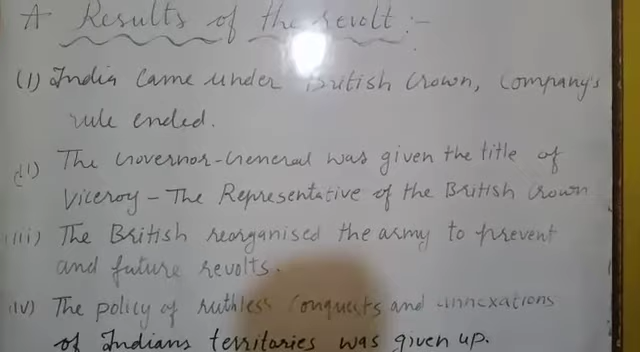 A Results of the revolt :-
(i) India Came under British Crown, Company's
rule ended.
(ii) The Governor-General was given the title of
Viceroy - The Representative of the British Crown
(iii) The British reorganised the army to prevent
and future revolts.
(iv) The policy of ruthless Conquests and annexations
of Indians territaries was given up.